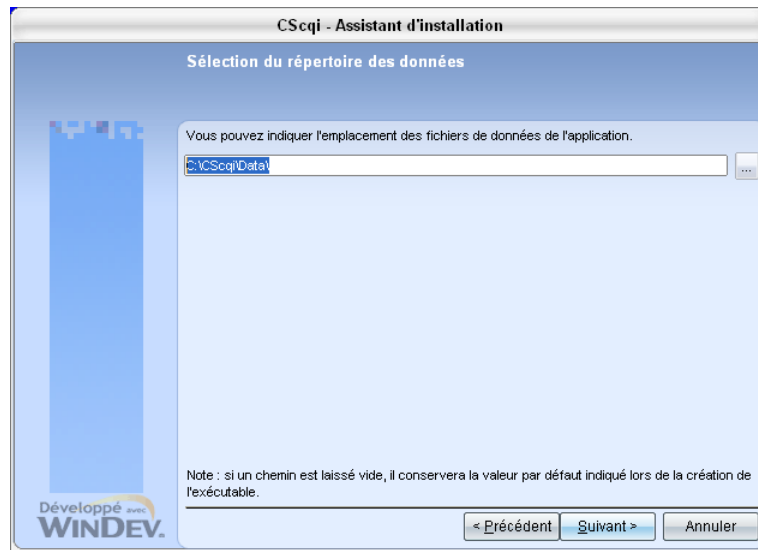 CScqi - Assistant d'installation
Sélection du répertoire des données
Vous pouvez indiquer l'emplacement des fichiers de données de l'application.
C:\CScqi\Data\
...
Note : si un chemin est laissé vide, il conservera la valeur par défaut indiqué lors de la création de
l'exécutable.
Développé avec
WINDEV.
< Précédent
Suivant >
Annuler